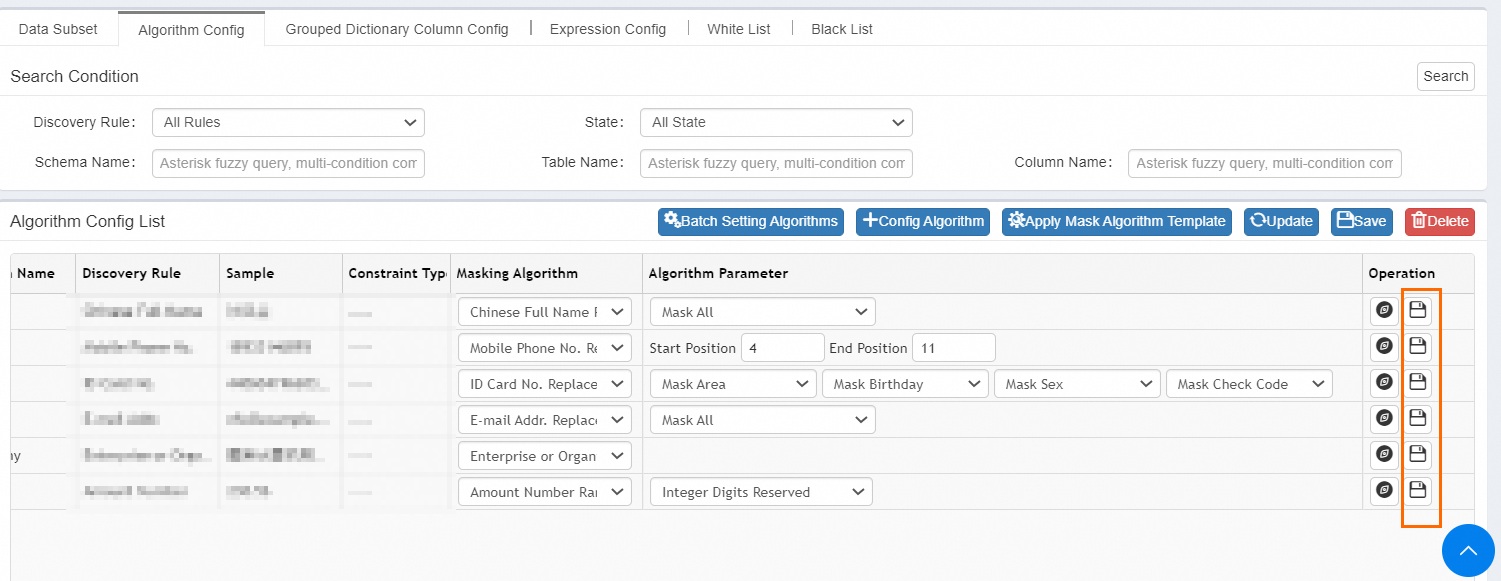 Data Subset Algorithm Config Grouped Dictionary Column Config Expression Config White List Black List
Search Condition Search
Discovery Rule: All Rules State: All State
Schema Name: Asterisk fuzzy query, multi-condition com Table Name: Asterisk fuzzy query, multi-condition com Column Name: Asterisk fuzzy query, multi-condition com
Algorithm Config List Batch Setting Algorithms Config Algorithm Apply Mask Algorithm Template Update Save Delete
Name Discovery Rule Sample Constraint Typ Masking Algorithm Algorithm Parameter Operation
Chinese Full Name Mask All
Mobile Phone No. Re Start Position 4 End Position 11
ID Card No. Replace Mask Area Mask Birthday Mask Sex Mask Check Code
E-mail Addr. Replac Mask All
ny Enterprise or Organ
Amount Number Rar Integer Digits Reserved